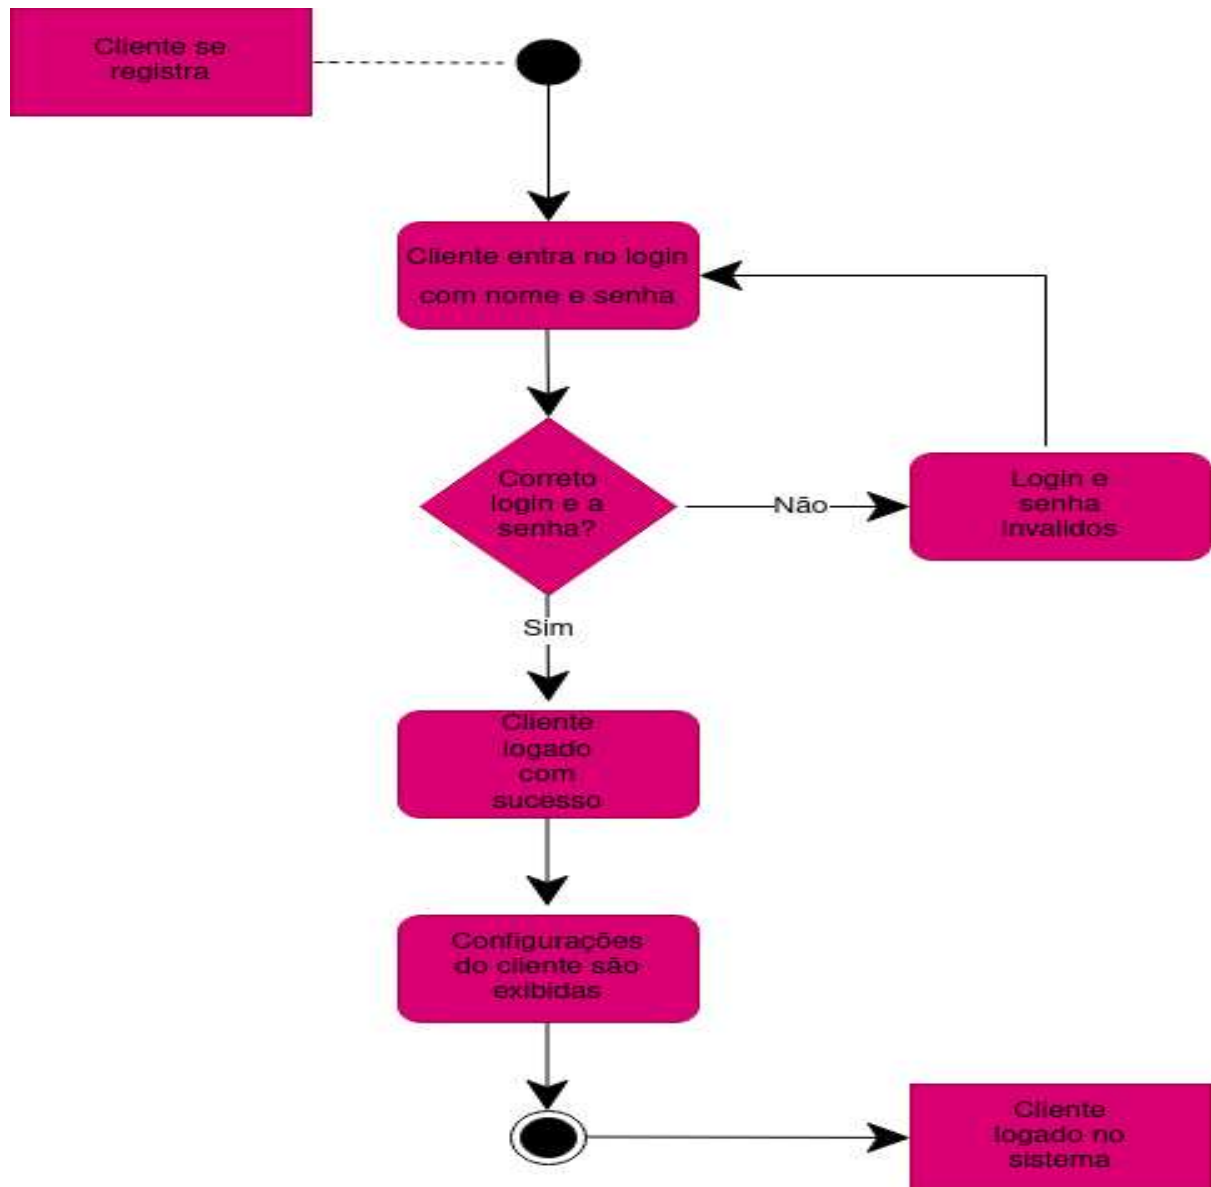 Cliente se
registra
Cliente entra no login
com nome e senha
Correto
login e a
senha?
Não
Login e
senha
invalidos
Sim
Cliente
logado
com
sucesso
Configurações
do cliente são
exibidas
Cliente
logado no
sistema